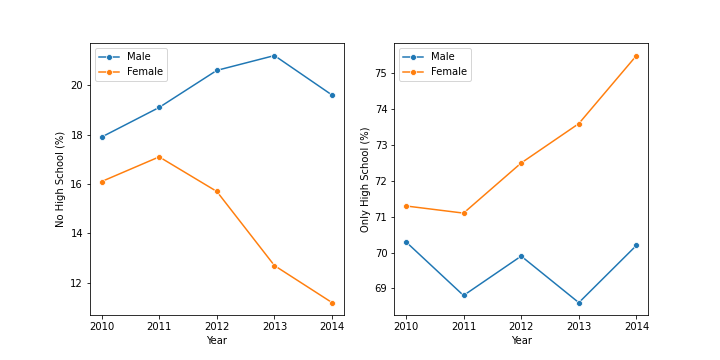 Male
Female
No High School (%)
20
18
16
14
12
2010 2011 2012 2013 2014
Year
Male
Female
Only High School (%)
75
74
73
72
71
70
69
2010 2011 2012 2013 2014
Year